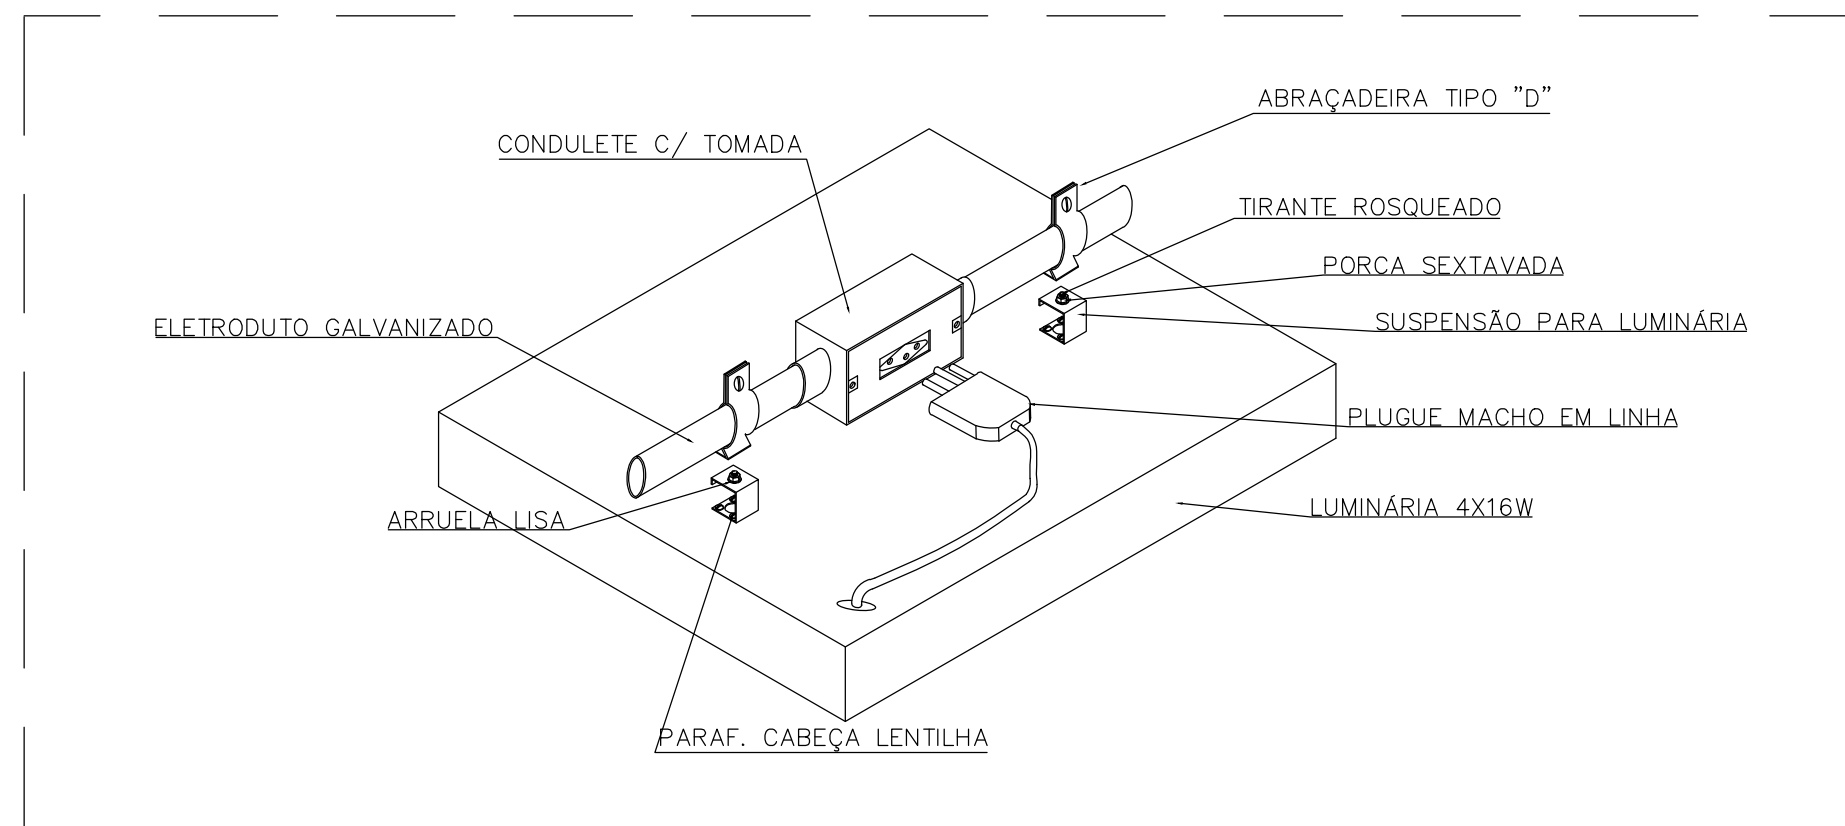 ABRAÇADEIRA TIPO "D"
CONDULETE C/ TOMADA
TIRANTE ROSQUEADO
PORCA SEXTAVADA
ELETRODUTO GALVANIZADO
SUSPENSÃO PARA LUMINÁRIA
PLUGUE MACHO EM LINHA
LUMINÁRIA 4X16W
ARRUELA LISA
PARAF. CABEÇA LENTILHA